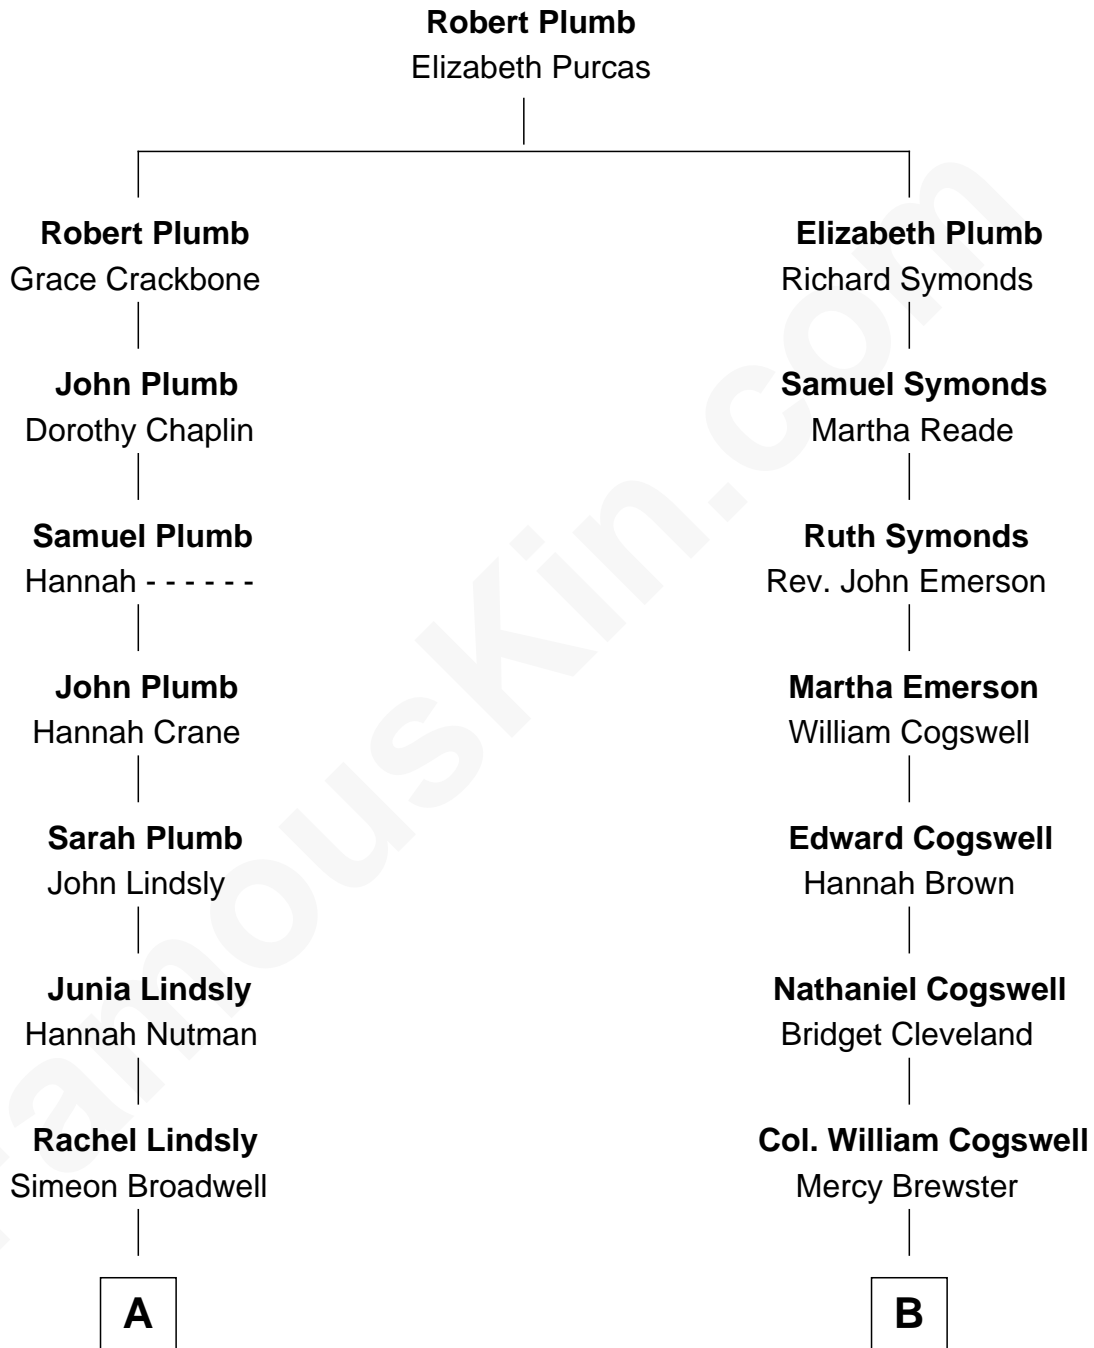 Robert Plumb
Elizabeth Purcas
Robert Plumb
Grace Crackbone
John Plumb
Dorothy Chaplin
Samuel Plumb
Hannah - - - - - -
John Plumb
Hannah Crane
Sarah Plumb
John Lindsly
Junia Lindsly
Hannah Nutman
Rachel Lindsly
Simeon Broadwell
A
Elizabeth Plumb
Richard Symonds
Samuel Symonds
Martha Reade
Ruth Symonds
Rev. John Emerson
Martha Emerson
William Cogswell
Edward Cogswell
Hannah Brown
Nathaniel Cogswell
Bridget Cleveland
Col. William Cogswell
Mercy Brewster
B
FamousKin.com